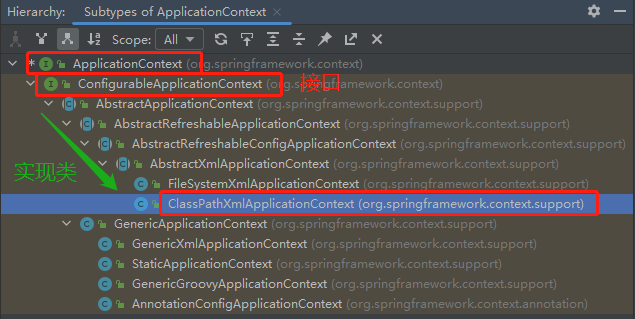 Hierarchy: Subtypes of ApplicationContext ×
Scope: All
* ApplicationContext (org.springframework.context)
ConfigurableApplicationContext (org.springframework.context) 接口
AbstractApplicationContext (org.springframework.context.support)
AbstractRefreshableApplicationContext (org.springframework.context.support)
AbstractRefreshableConfigApplicationContext (org.springframework.context.support)
AbstractXmlApplicationContext (org.springframework.context.support)
实现类
FileSystemXmlApplicationContext (org.springframework.context.support)
ClassPathXmlApplicationContext (org.springframework.context.support)
GenericApplicationContext (org.springframework.context.support)
GenericXmlApplicationContext (org.springframework.context.support)
StaticApplicationContext (org.springframework.context.support)
GenericGroovyApplicationContext (org.springframework.context.support)
AnnotationConfigApplicationContext (org.springframework.context.annotation)